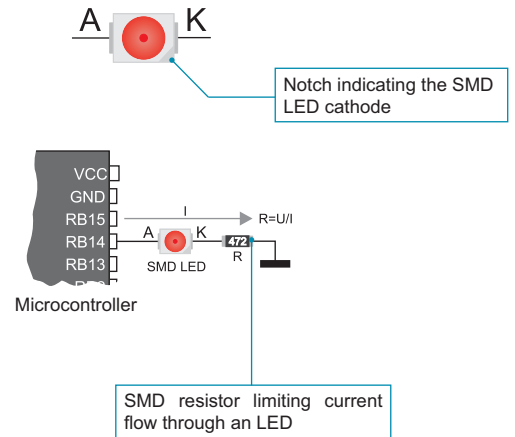 A K
Notch indicating the SMD
LED cathode
VCC
GND
RB15
I
R=U/I
RB14
A
K
472
RB13
SMD LED
R
Microcontroller
SMD resistor limiting current
flow through an LED